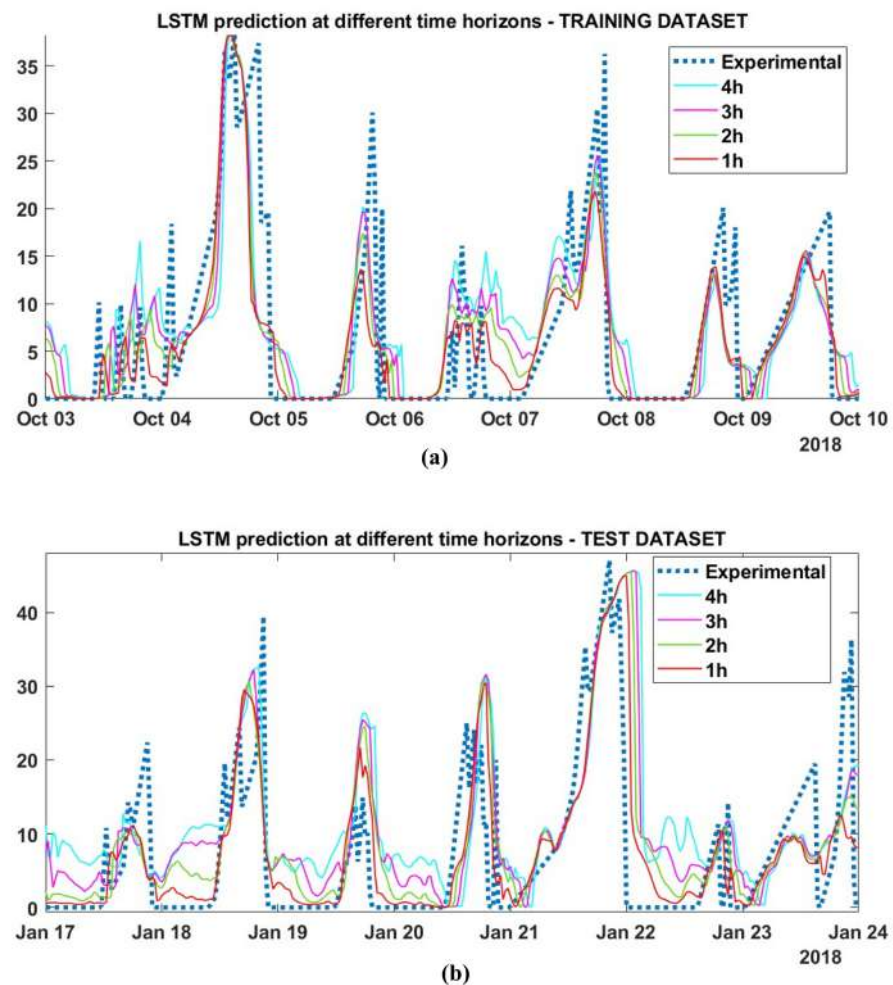 LSTM prediction at different time horizons - TRAINING DATASET
Experimental
4h
3h
2h
1h
35
30
25
20
15
10
5
0
Oct 03 Oct 04 Oct 05 Oct 06 Oct 07 Oct 08 Oct 09 Oct 10
2018
(a)
LSTM prediction at different time horizons - TEST DATASET
Experimental
4h
3h
2h
1h
40
30
20
10
0
Jan 17 Jan 18 Jan 19 Jan 20 Jan 21 Jan 22 Jan 23 Jan 24
2018
(b)